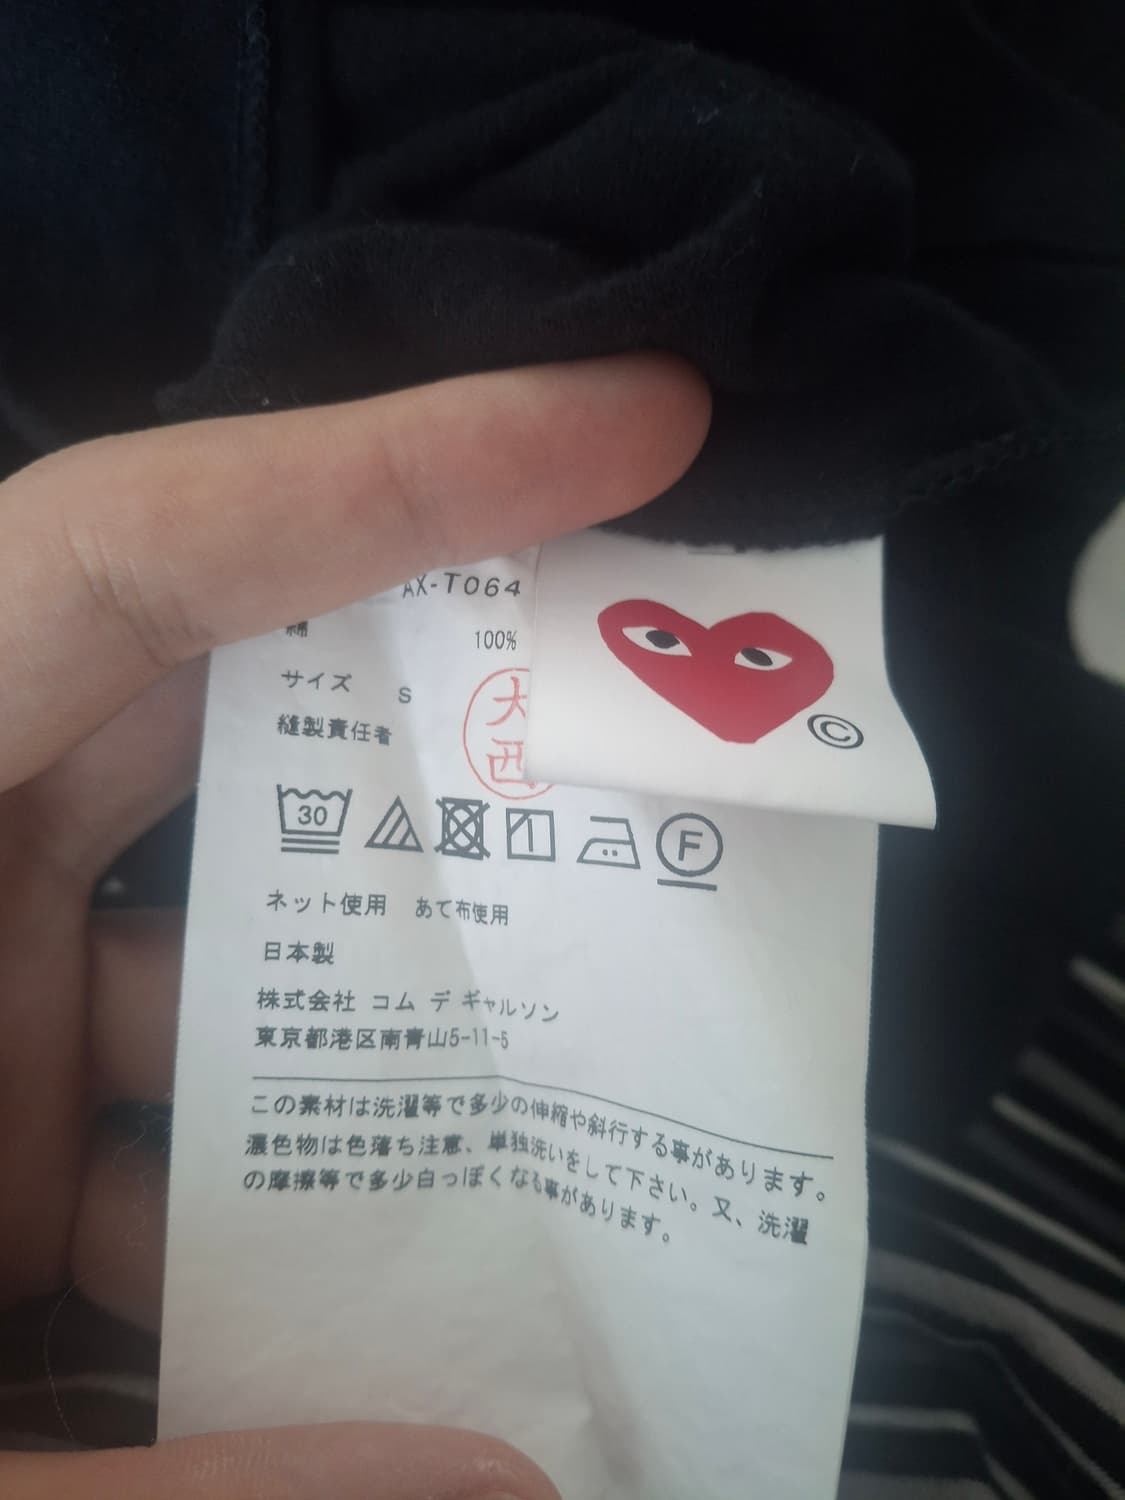 AX-T064
綿 100%
サイズ S
縫製責任者
大
西
30
F
ネット使用 あて布使用
日本製
株式会社 コム デ ギャルソン
東京都港区南青山5-11-5
この素材は洗濯等で多少の伸縮や斜行する事があります。
濃色物は色落ち注意、単独洗いをして下さい。又、洗濯
の摩擦等で多少白っぽくなる事があります。
©